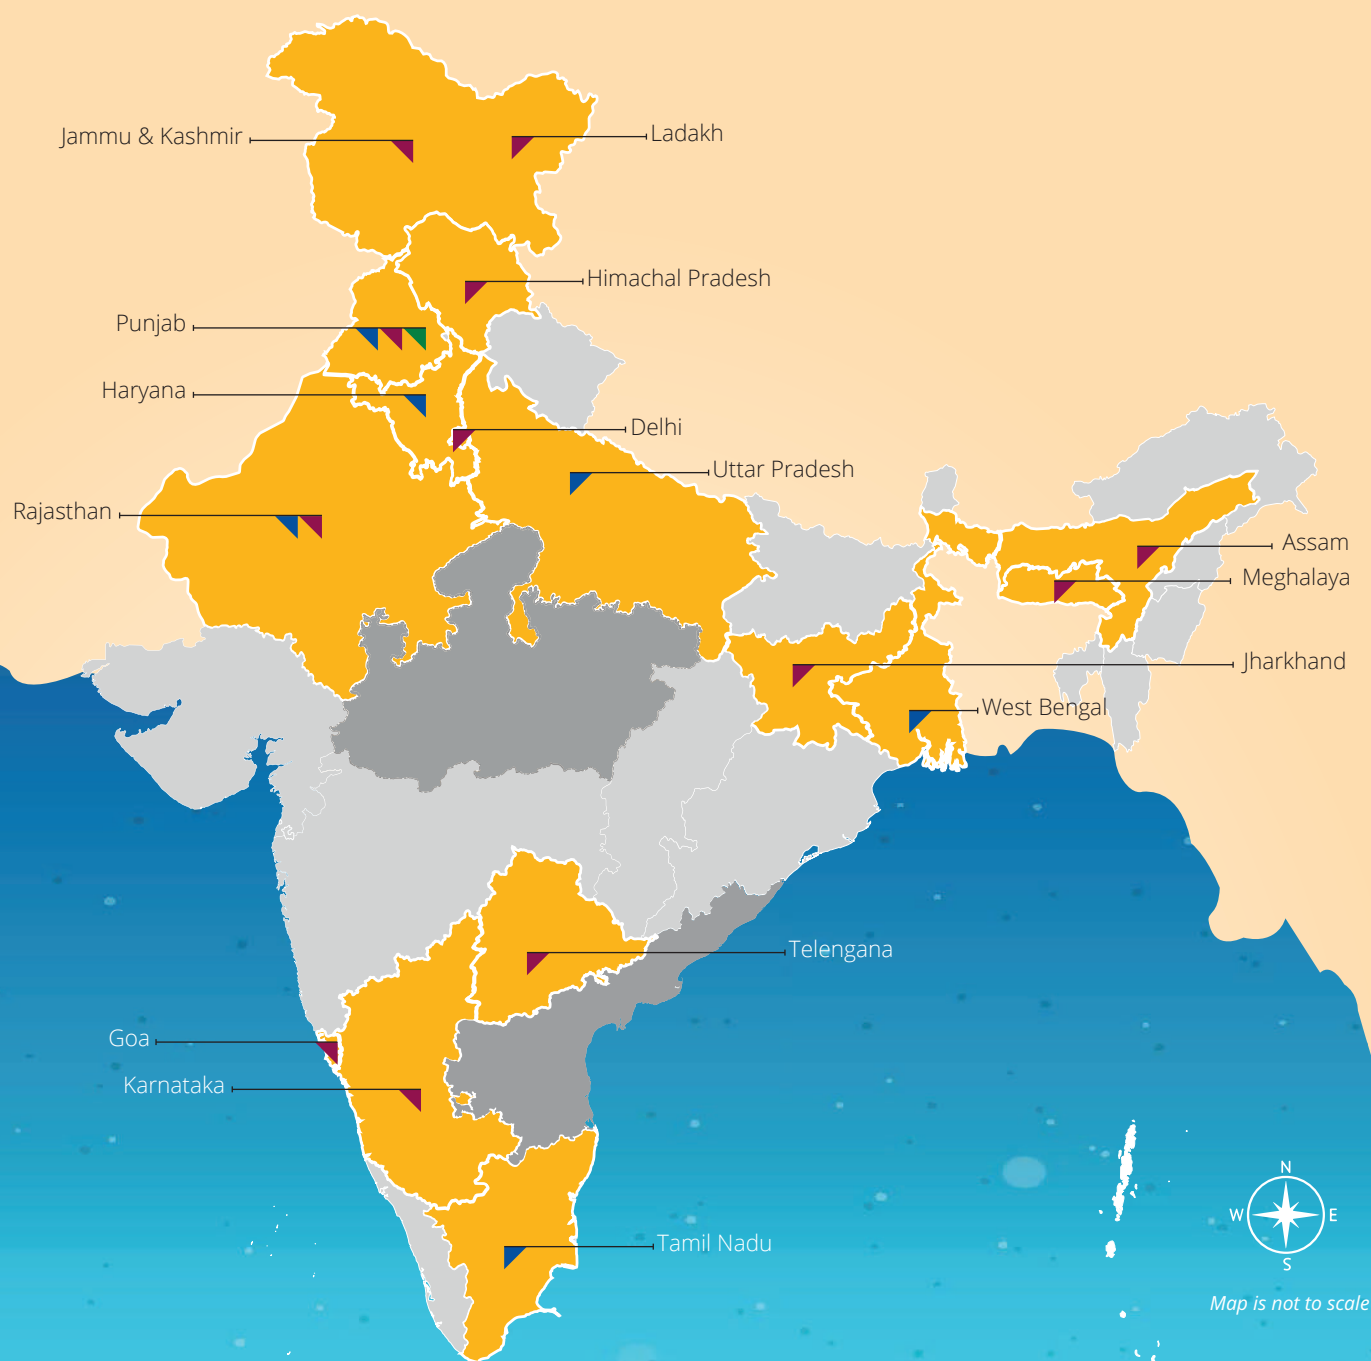 Jammu & Kashmir
Ladakh
Himachal Pradesh
Punjab
Haryana
Delhi
Uttar Pradesh
Rajasthan
Assam
Meghalaya
Jharkhand
West Bengal
Telengana
Goa
Karnataka
N
W
E
S
Tamil Nadu
Map is not to scale